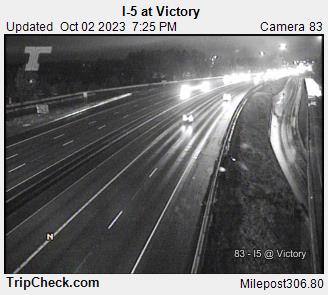 I-5 at Victory
Updated Oct 02 2023 7:25 PM Camera 83
T
N
83 - I5 @ Victory
TripCheck.com Milepost306.80